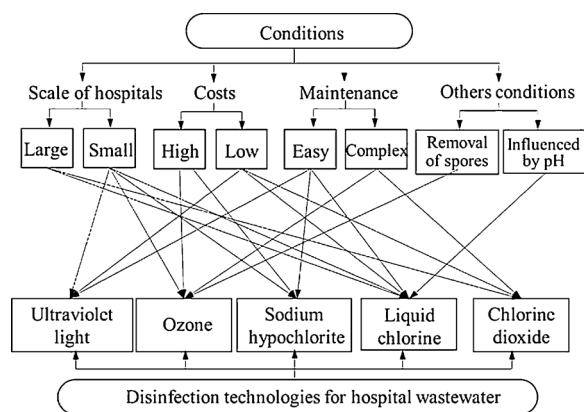 Conditions
Scale of hospitals Costs Maintenance Others conditions
Large Small High Low Easy Complex Removal of spores Influenced by pH
Ultraviolet light Ozone Sodium hypochlorite Liquid chlorine Chlorine dioxide
Disinfection technologies for hospital wastewater